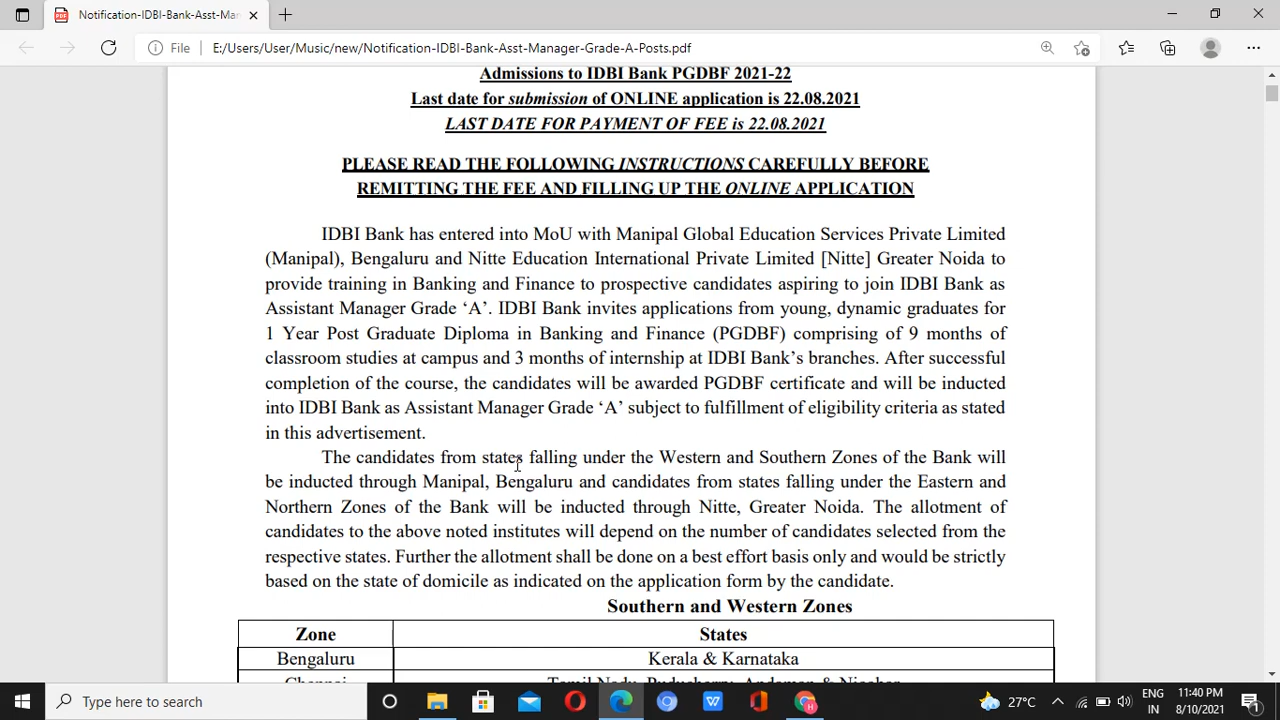 Notification-IDBI-Bank-Asst-Man
File
E:/Users/User/Music/new/Notification-IDBI-Bank-Asst-Manager-Grade-A-Posts.pdf
Admissions to IDBI Bank PGDBF 2021-22
Last date for submission of ONLINE application is 22.08.2021
LAST DATE FOR PAYMENT OF FEE is 22.08.2021
PLEASE READ THE FOLLOWING INSTRUCTIONS CAREFULLY BEFORE
REMITTING THE FEE AND FILLING UP THE ONLINE APPLICATION
IDBI Bank has entered into MoU with Manipal Global Education Services Private Limited
(Manipal), Bengaluru and Nitte Education International Private Limited [Nitte] Greater Noida to
provide training in Banking and Finance to prospective candidates aspiring to join IDBI Bank as
Assistant Manager Grade ‘A’. IDBI Bank invites applications from young, dynamic graduates for
1 Year Post Graduate Diploma in Banking and Finance (PGDBF) comprising of 9 months of
classroom studies at campus and 3 months of internship at IDBI Bank’s branches. After successful
completion of the course, the candidates will be awarded PGDBF certificate and will be inducted
into IDBI Bank as Assistant Manager Grade ‘A’ subject to fulfillment of eligibility criteria as stated
in this advertisement.
The candidates from states falling under the Western and Southern Zones of the Bank will
be inducted through Manipal, Bengaluru and candidates from states falling under the Eastern and
Northern Zones of the Bank will be inducted through Nitte, Greater Noida. The allotment of
candidates to the above noted institutes will depend on the number of candidates selected from the
respective states. Further the allotment shall be done on a best effort basis only and would be strictly
based on the state of domicile as indicated on the application form by the candidate.
Southern and Western Zones
Zone States
Bengaluru Kerala & Karnataka
Chennai Tamil Nadu, Puducherry, Andaman & Nicobar
Type here to search
27°C
ENG
IN
11:40 PM
8/10/2021
1